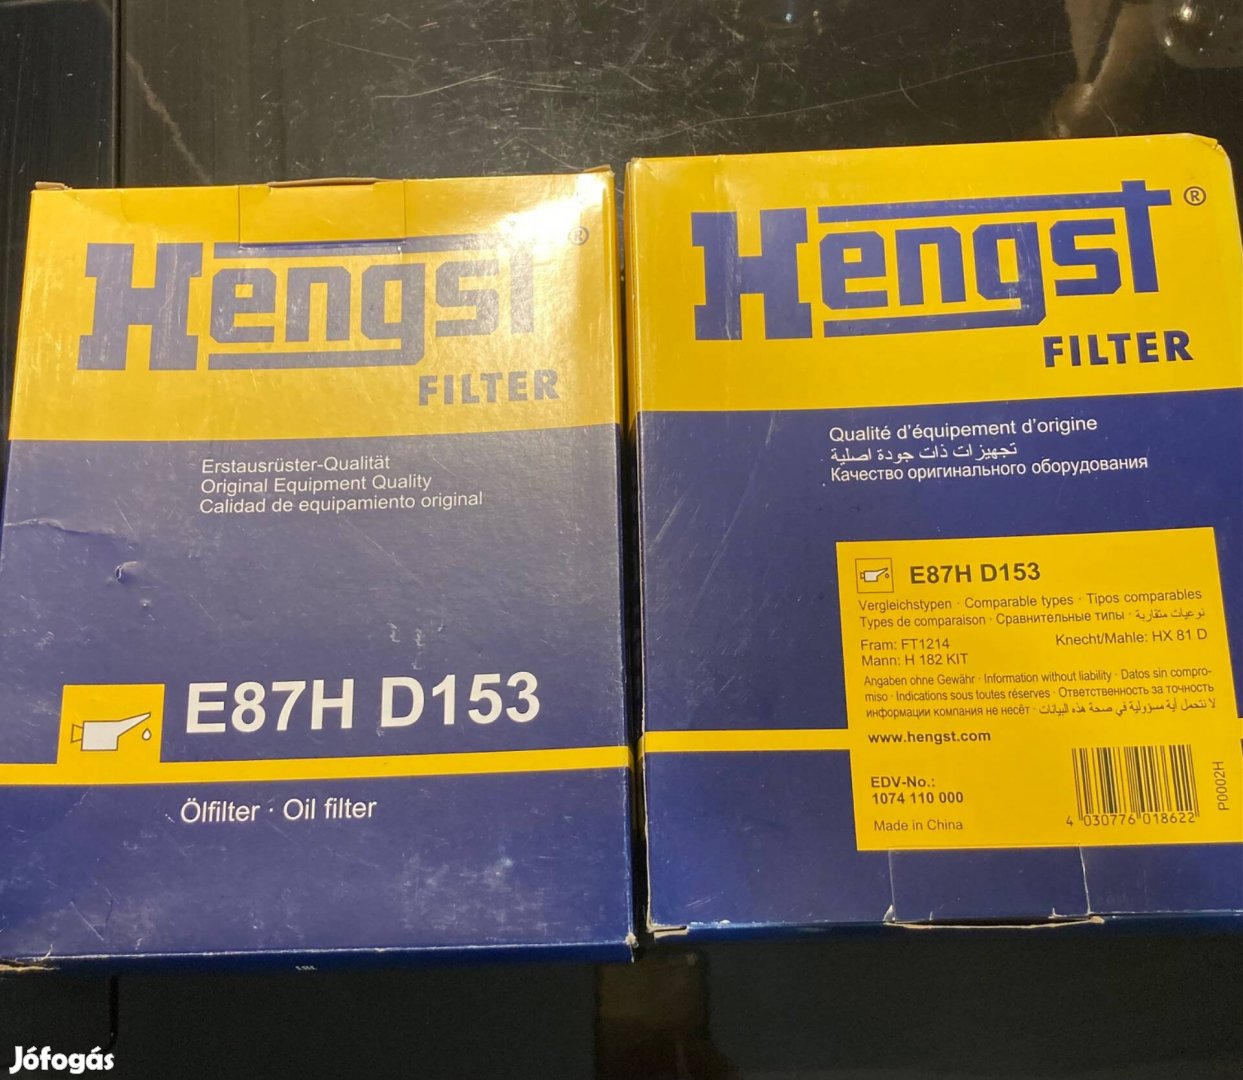 Hengst®
FILTER
Erstausrüster-Qualität
Original Equipment Quality
Calidad de equipamiento original
E87H D153
Ölfilter · Oil filter
Hengst®
FILTER
Qualité d'équipement d'origine
تجهيزات ذات جودة اصلية
Качество оригинального оборудования
E87H D153
Vergleichstypen · Comparable types · Tipos comparables
Types de comparaison · Сравнительные типы · نوعيات متقاربة
Fram: FT1214
Knecht/Mahle: HX 81 D
Mann: H 182 KIT
Angaben ohne Gewähr · Information without liability · Datos sin compro-
miso · Indications sous toutes réserves · Ответственность за точность
информации компания не несёт · لا نتحمل أية مسؤولية في صحة هذه البيانات
www.hengst.com
EDV-No.:
1074 110 000
Made in China
4 030776 018622
P0002H
Jófogás